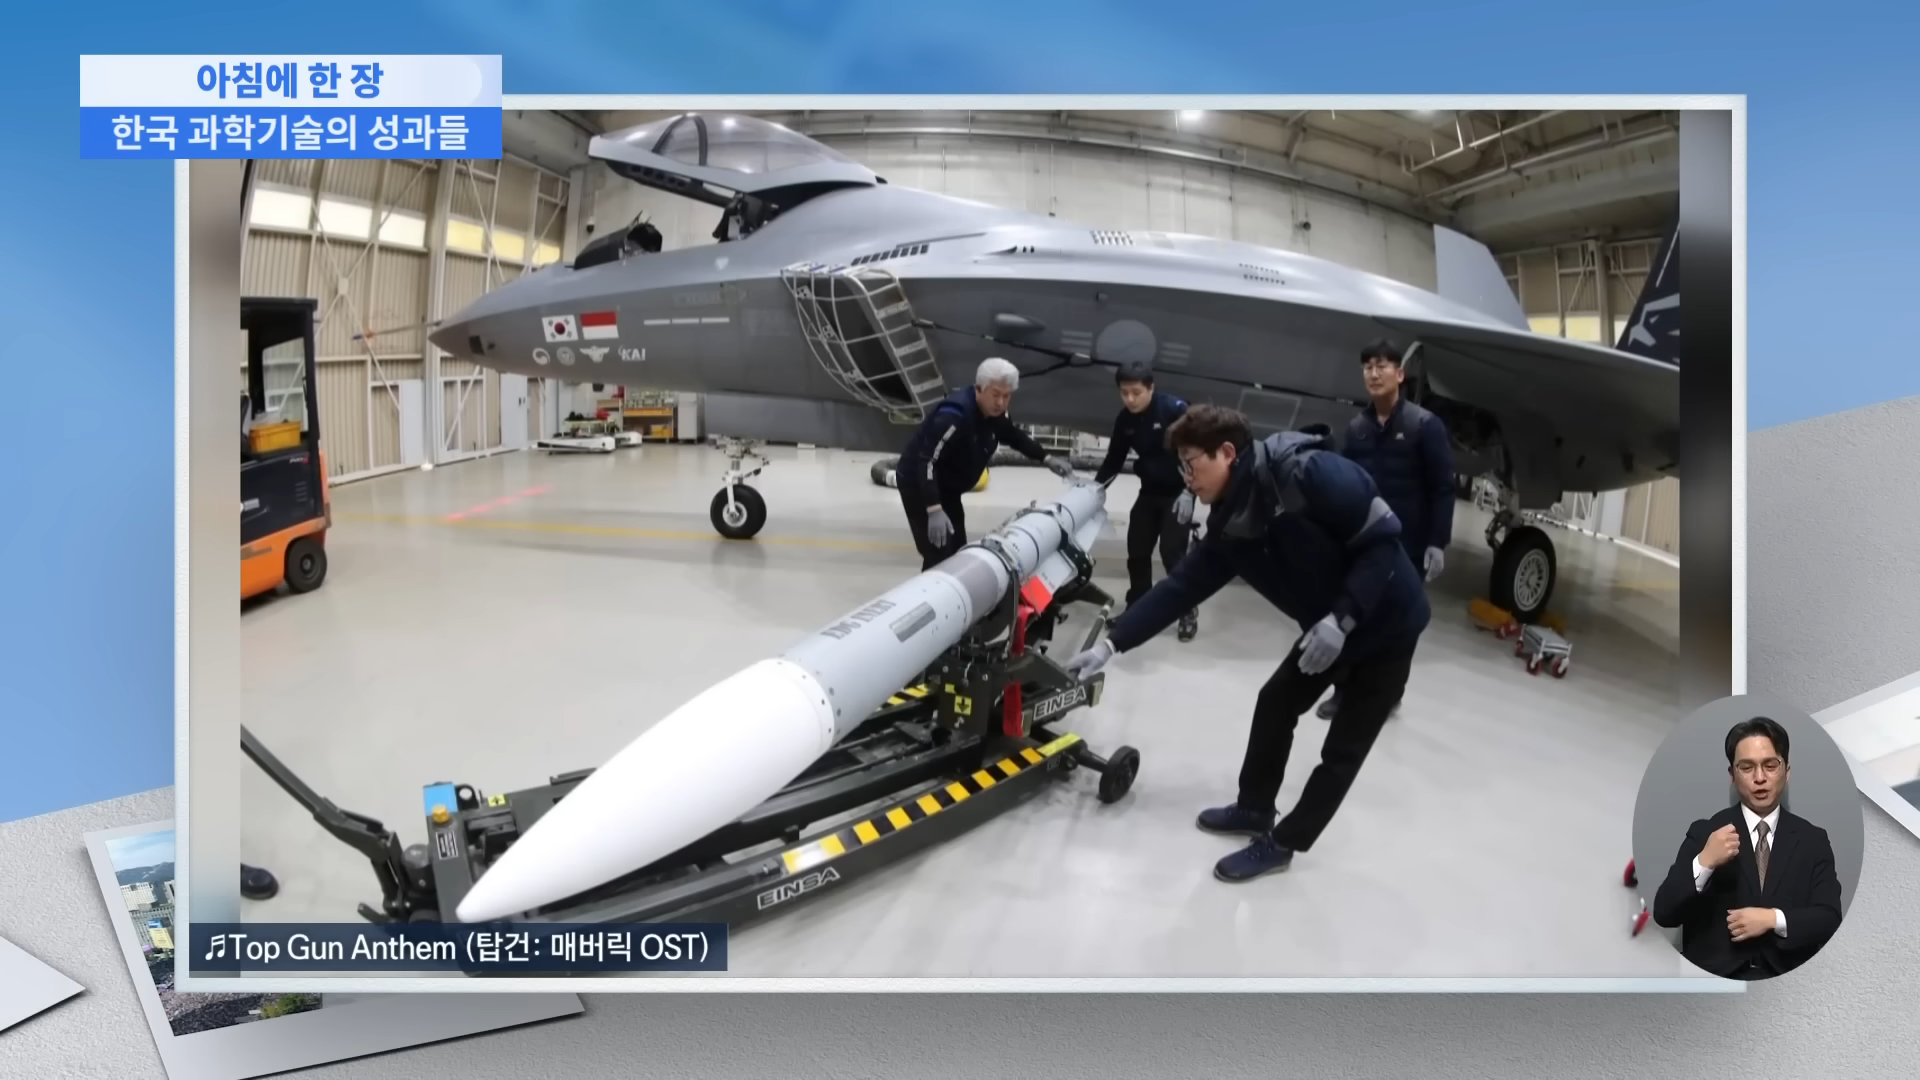 아침에 한 장
한국 과학기술의 성과들
KAI
EINSA
EINSA
♬Top Gun Anthem (탑건: 매버릭 OST)